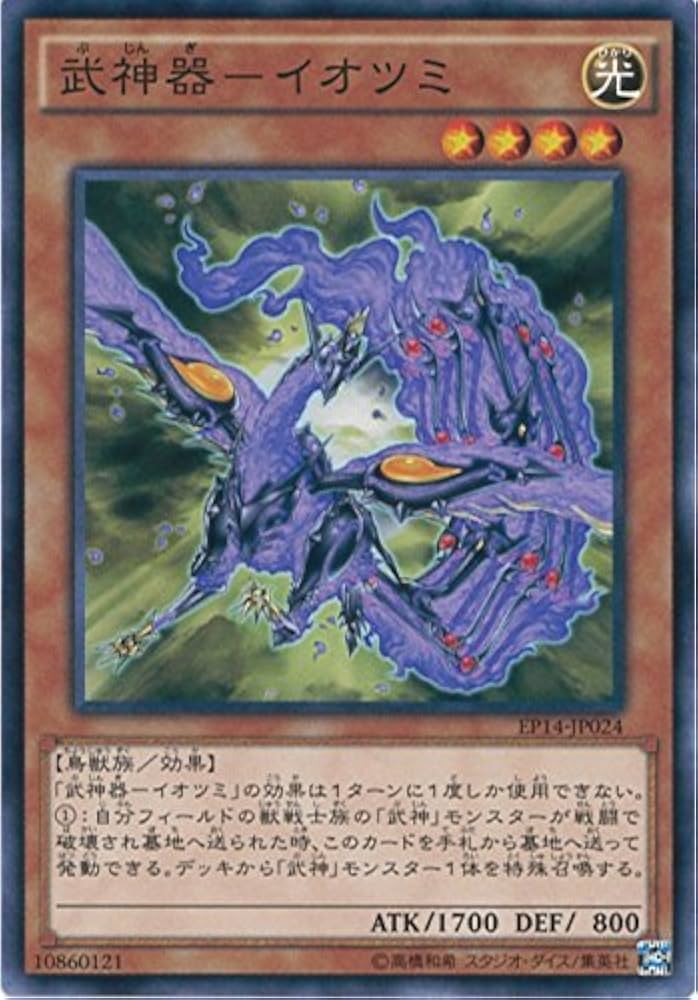 武神器－イオツミ
光
EP14-JP024
【鳥獣族／効果】
「武神器－イオツミ」の効果は１ターンに１度しか使用できない。
①：自分フィールドの獣戦士族の「武神」モンスターが戦闘で
破壊され墓地へ送られた時、このカードを手札から墓地へ送って
発動できる。デッキから「武神」モンスター１体を特殊召喚する。
ATK/1700 DEF/ 800
10860121 ©高橋和希 スタジオ・ダイス/集英社